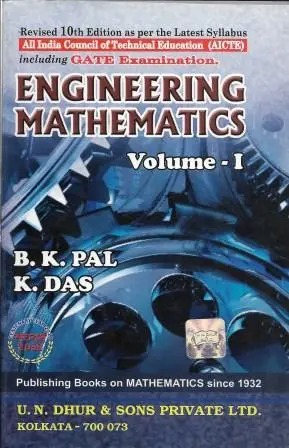 Revised 10th Edition as per the Latest Syllabus
All India Council of Technical Education (AICTE)
including GATE Examination.
ENGINEERING
MATHEMATICS
Volume - I
B. K. PAL
K. DAS
Publishing Books on MATHEMATICS since 1932
U. N. DHUR & SONS PRIVATE LTD.
KOLKATA - 700 073